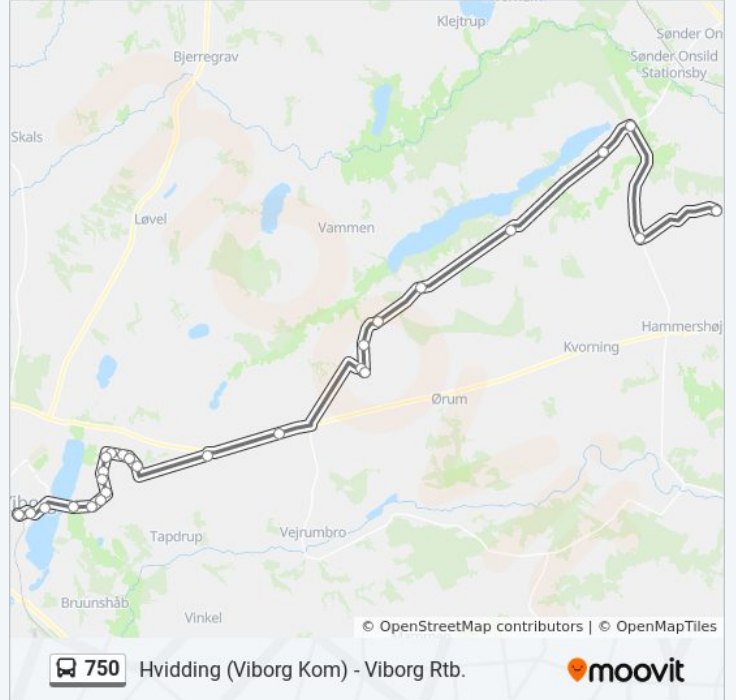 Klejtrup
Sønder On
Bjerregrav
Sønder Onsild
Stationsby
Skals
Løvel
Vammen
Hammershøj
Kvorning
Ørum
Tapdrup
Vejrumbro
Bruunshåb
Vinkel
© OpenStreetMap contributors | © OpenMapTiles
750 Hvidding (Viborg Kom) - Viborg Rtb.
moovit